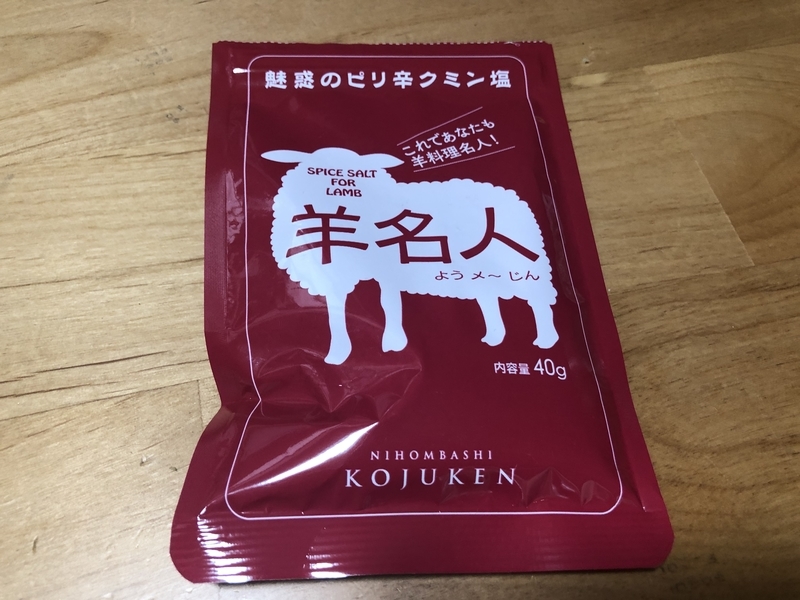 魅惑のピリ辛クミン塩
これであなたも
羊料理名人!
SPICE SALT
FOR
LAMB
羊名人
よう メ〜 じん
内容量 40g
NIHOMBASHI
KOJUKEN